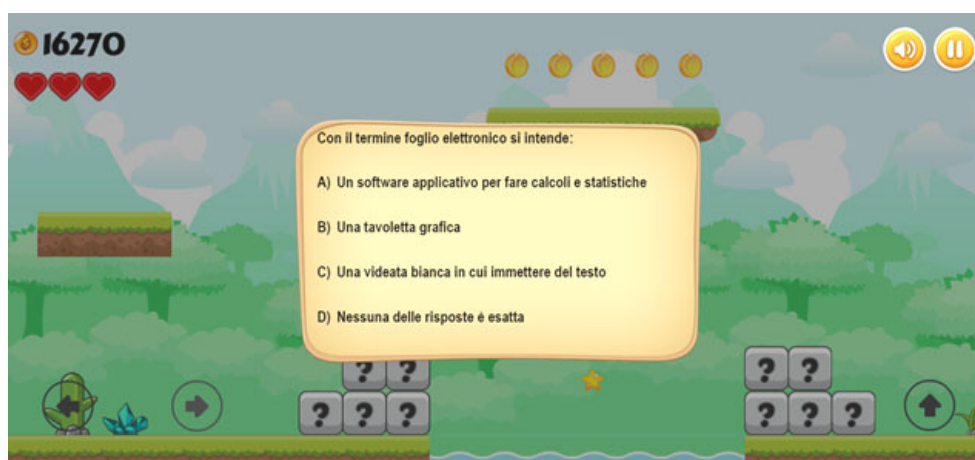 16270
Con il termine foglio elettronico si intende:
A) Un software applicativo per fare calcoli e statistiche
B) Una tavoletta grafica
C) Una videata bianca in cui immettere del testo
D) Nessuna delle risposte é esatta
? ? ? ?
? ? ? ? ? ?